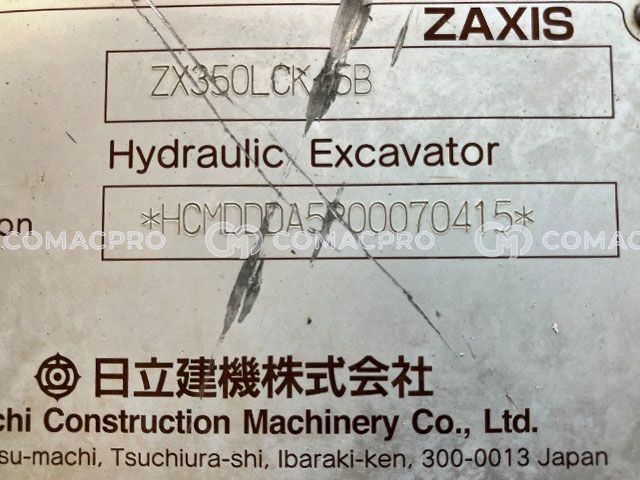 ZAXIS
ZX350LCK-5B
Hydraulic Excavator
on
COMACPRO COMACPRO COMACPRO
日立建機株式会社
chi Construction Machinery Co., Ltd.
su-machi, Tsuchiura-shi, Ibaraki-ken, 300-0013 Japan